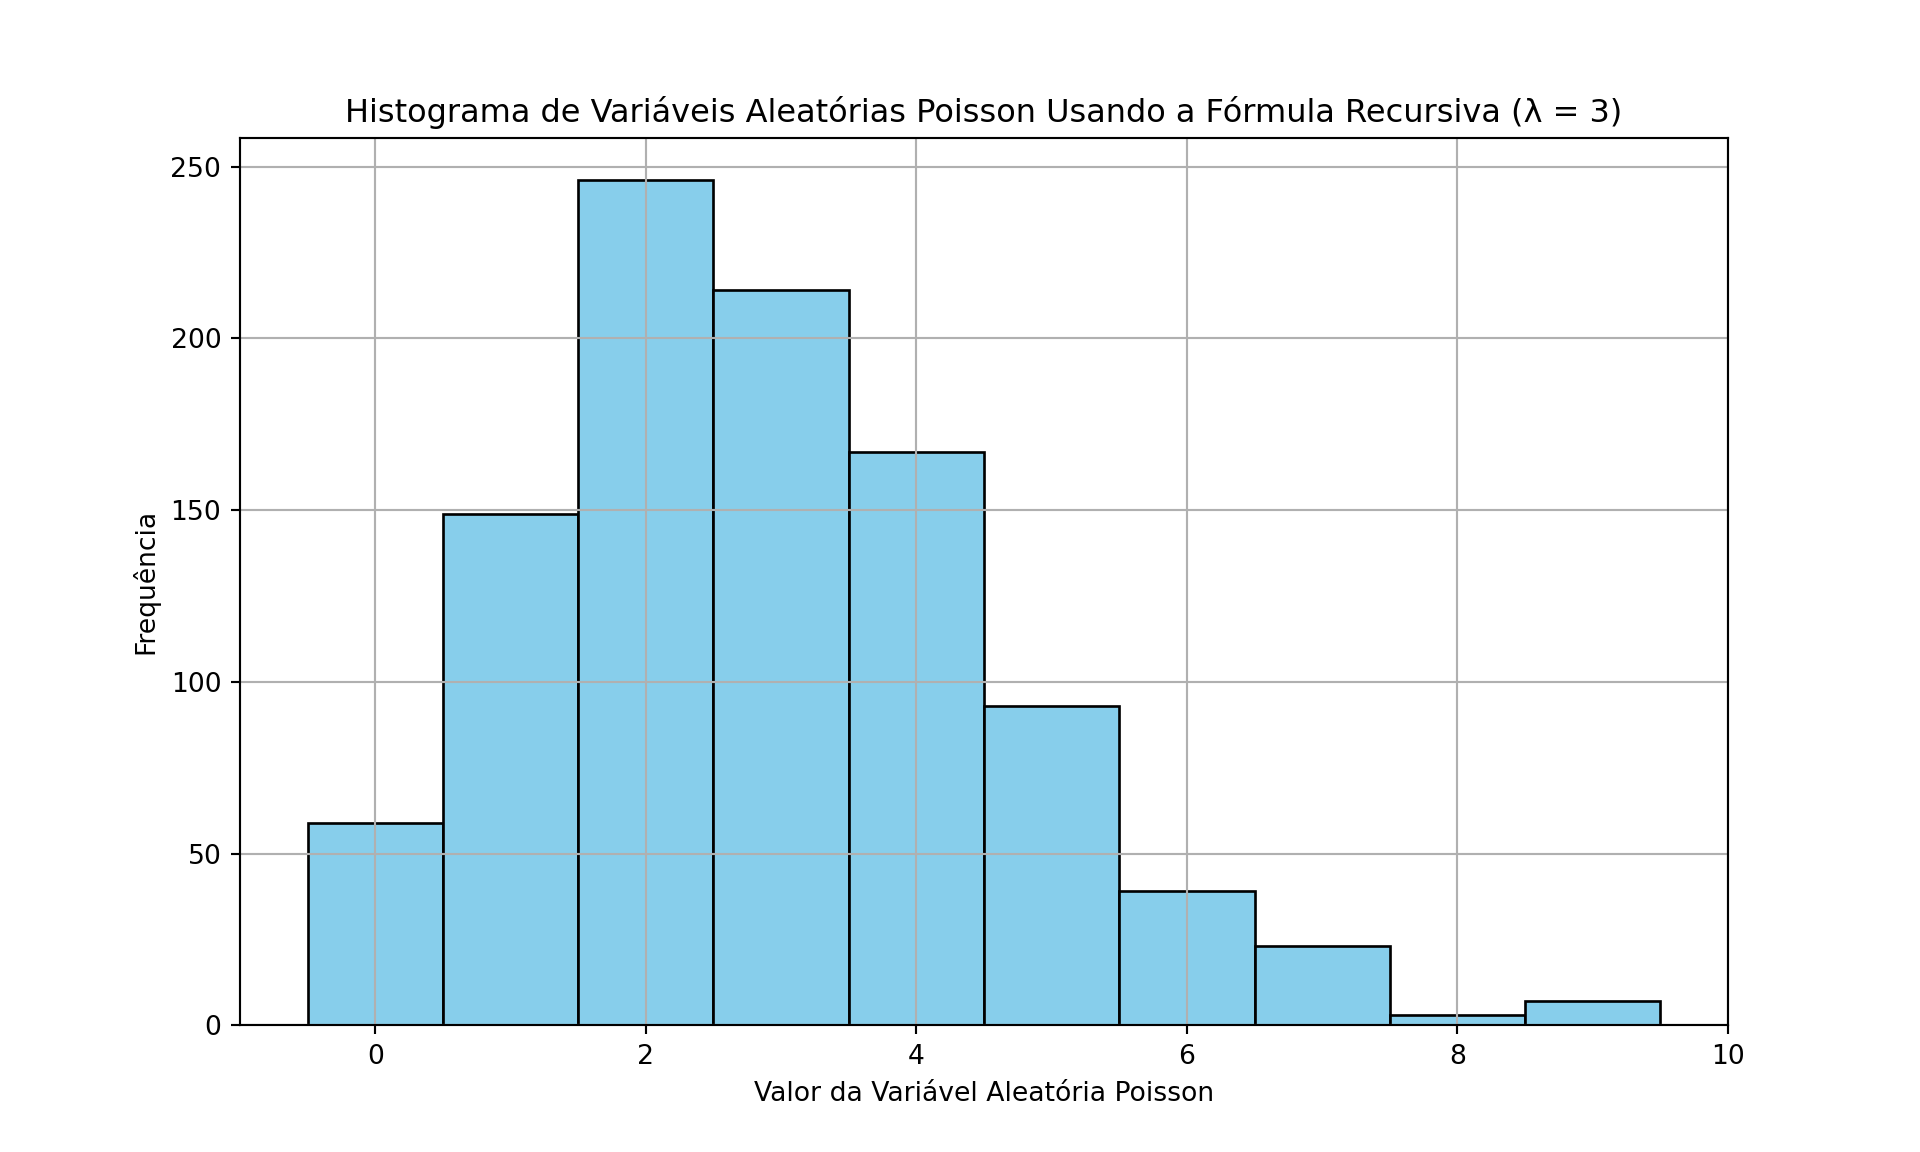 Histograma de Variáveis Aleatórias Poisson Usando a Fórmula Recursiva (λ = 3)
250
200
150
100
50
0
Frequência
0 2 4 6 8 10
Valor da Variável Aleatória Poisson